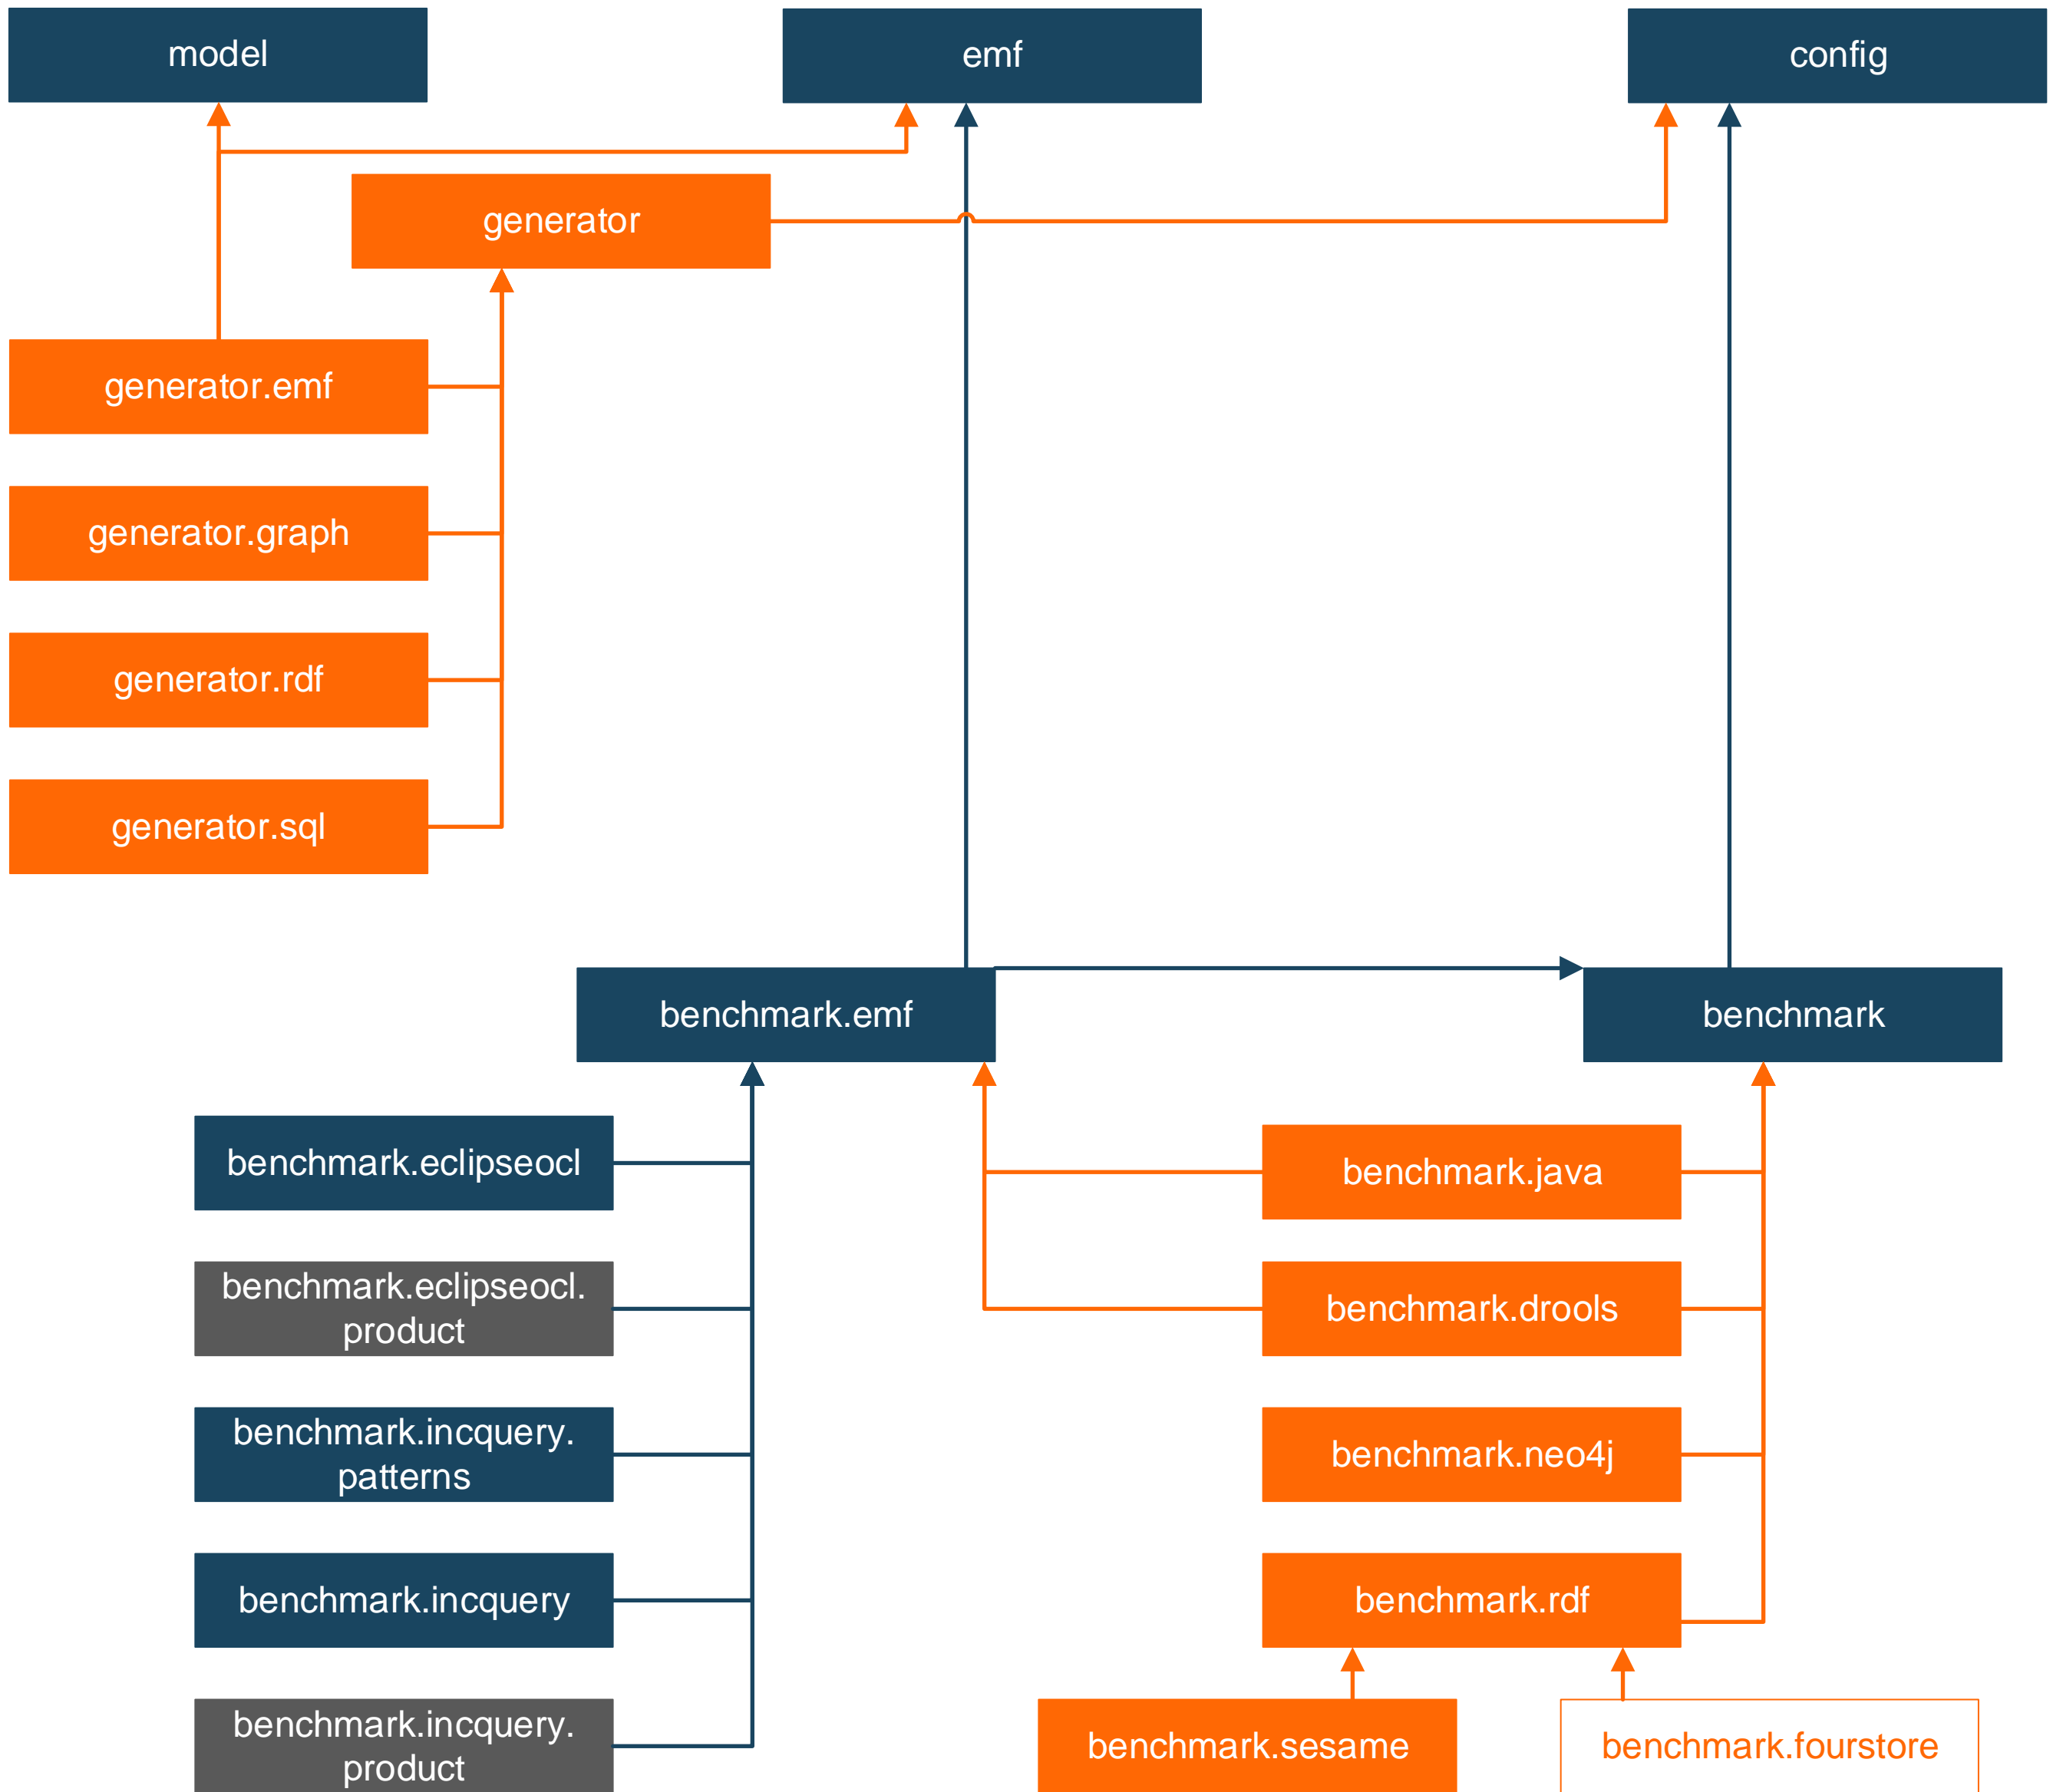 model
emf
config
generator
generator.emf
generator.graph
generator.rdf
generator.sql
benchmark.emf
benchmark
benchmark.eclipseocl
benchmark.java
benchmark.eclipseocl.
product
benchmark.drools
benchmark.incquery.
patterns
benchmark.neo4j
benchmark.incquery
benchmark.rdf
benchmark.incquery.
product
benchmark.sesame
benchmark.fourstore